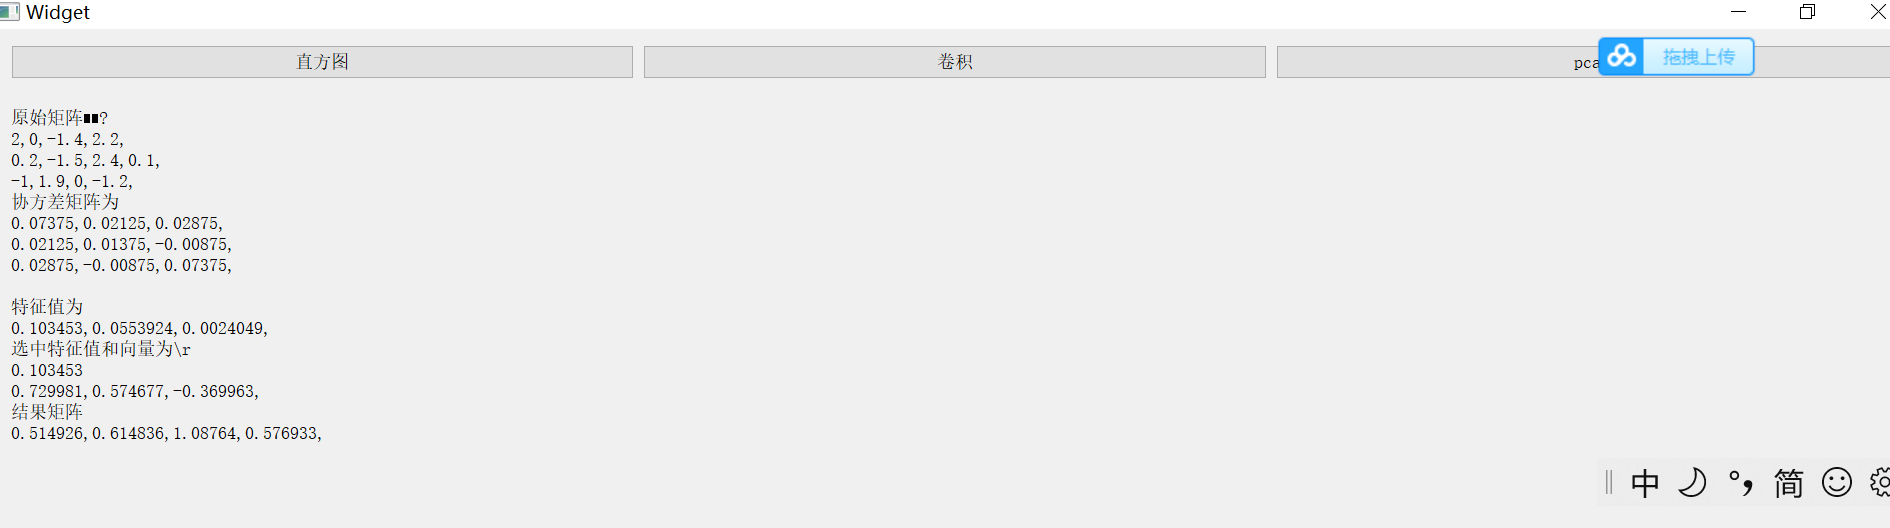 Widget
直方图 卷积 pca 拖拽上传
原始矩阵■■?
2,0,-1.4,2.2,
0.2,-1.5,2.4,0.1,
-1,1.9,0,-1.2,
协方差矩阵为
0.07375,0.02125,0.02875,
0.02125,0.01375,-0.00875,
0.02875,-0.00875,0.07375,
特征值为
0.103453,0.0553924,0.0024049,
选中特征值和向量为\r
0.103453
0.729981,0.574677,-0.369963,
结果矩阵
0.514926,0.614836,1.08764,0.576933,
中 °, 简